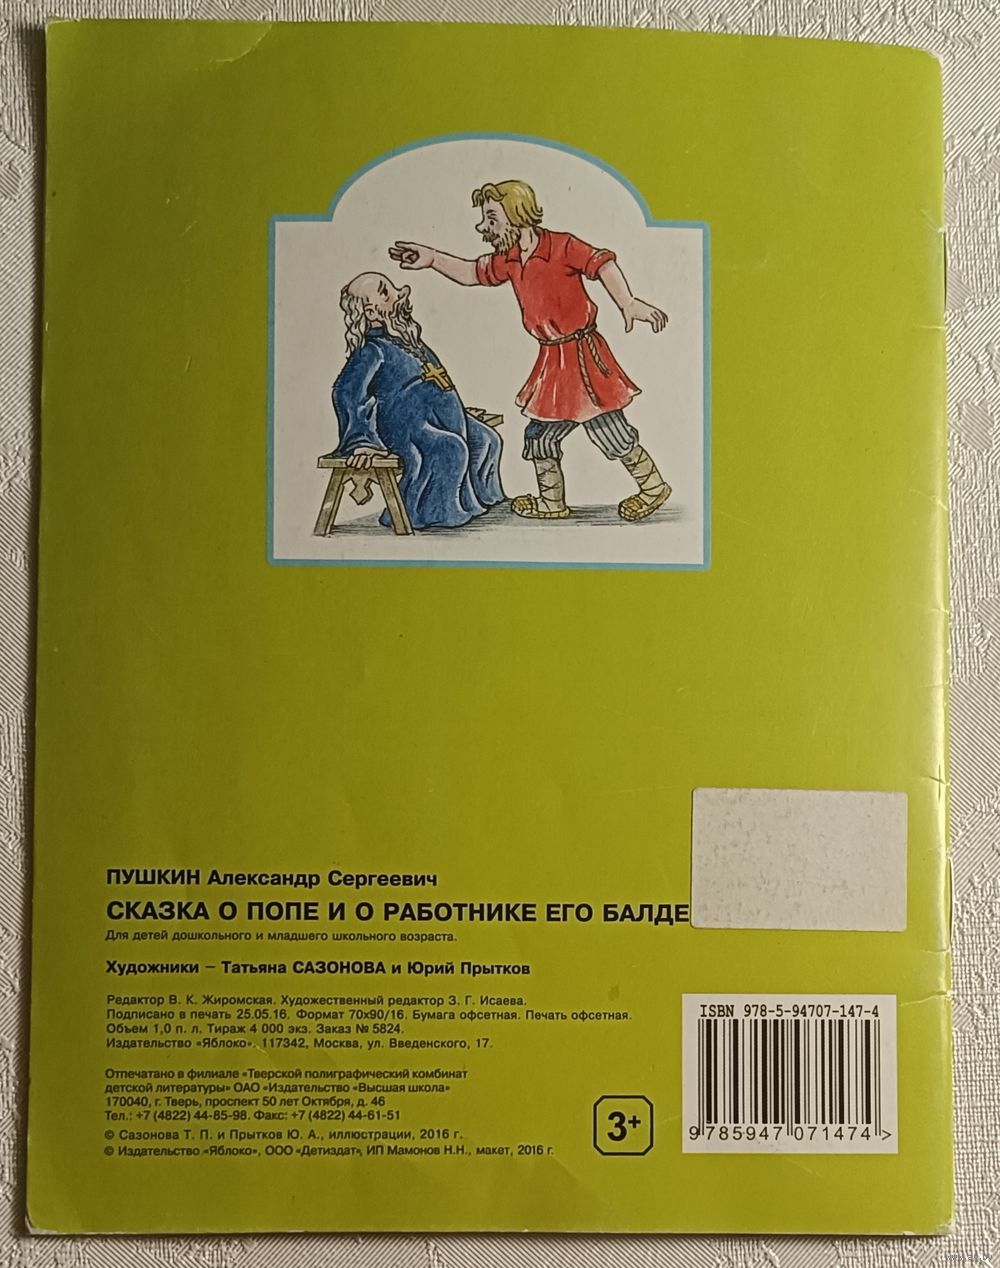 ПУШКИН Александр Сергеевич
СКАЗКА О ПОПЕ И О РАБОТНИКЕ ЕГО БАЛДЕ
Для детей дошкольного и младшего школьного возраста.
Художники – Татьяна САЗОНОВА и Юрий Прытков
Редактор В. К. Жиромская. Художественный редактор З. Г. Исаева.
Подписано в печать 25.05.16. Формат 70х90/16. Бумага офсетная. Печать офсетная.
Объем 1,0 п. л. Тираж 4 000 экз. Заказ № 5824.
Издательство «Яблоко». 117342, Москва, ул. Введенского, 17.
Отпечатано в филиале «Тверской полиграфический комбинат
детской литературы» ОАО «Издательство «Высшая школа»
170040, г. Тверь, проспект 50 лет Октября, д. 46
Тел.: +7 (4822) 44-85-98. Факс: +7 (4822) 44-61-51
© Сазонова Т. П. и Прытков Ю. А., иллюстрации, 2016 г.
© Издательство «Яблоко», ООО «Детиздат», ИП Мамонов Н.Н., макет, 2016 г.
3+
ISBN 978-5-94707-147-4
9 785947 071474 >